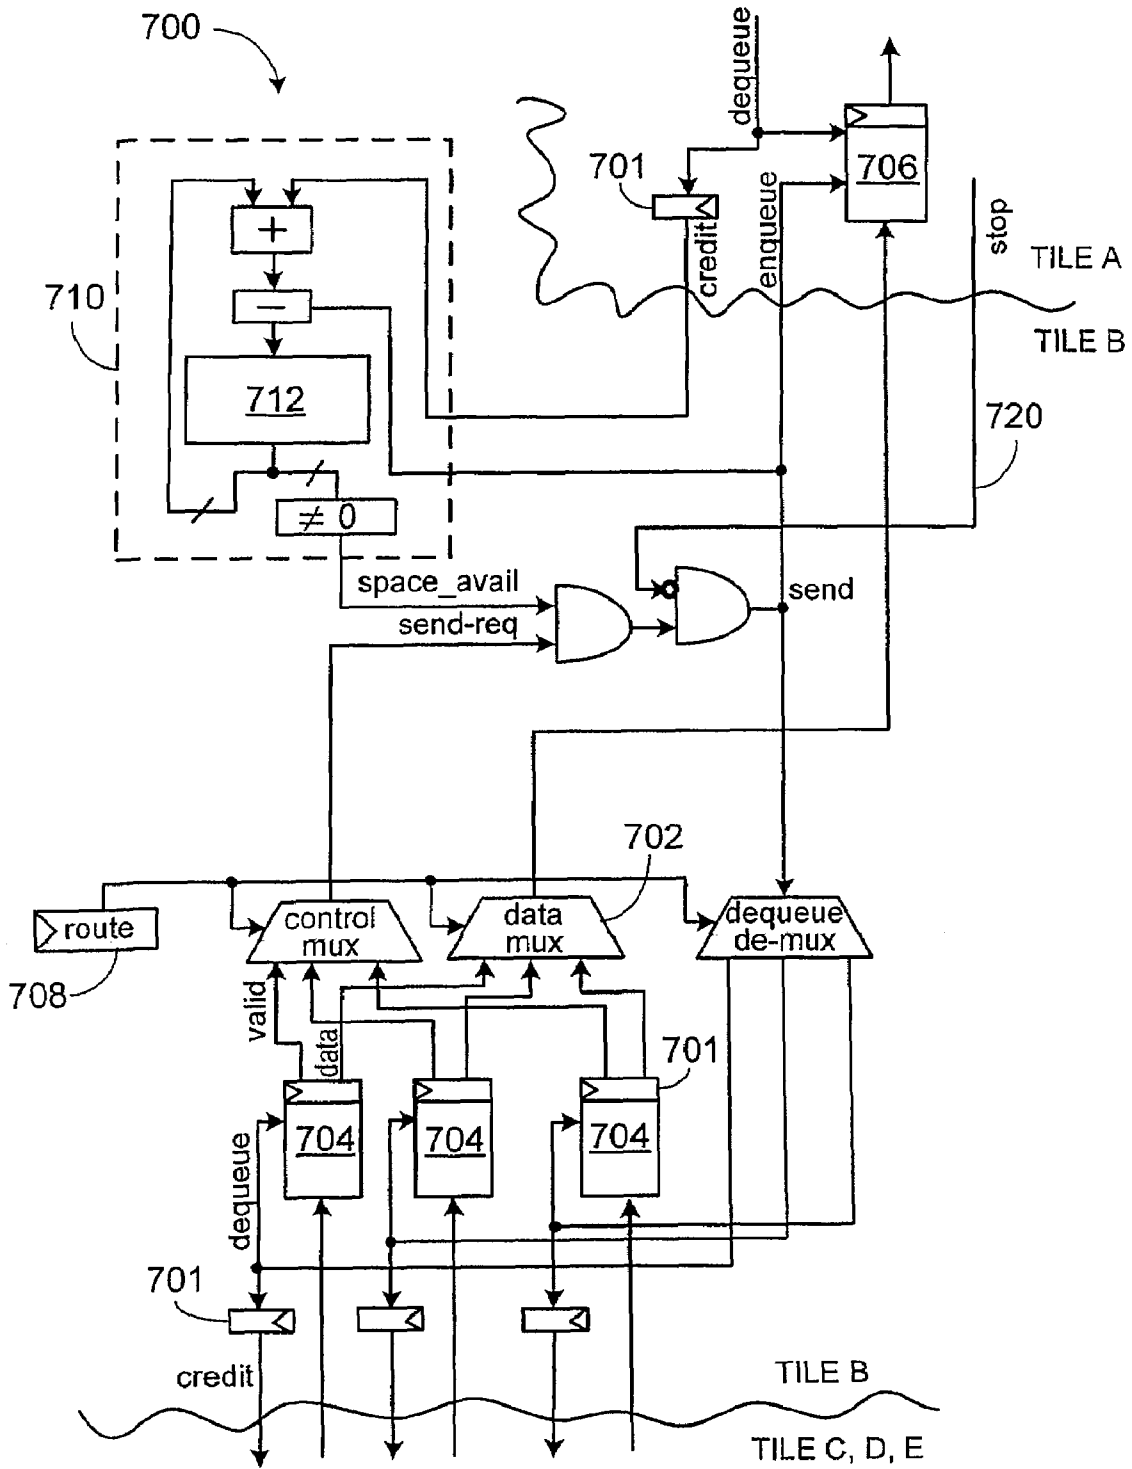 700
dequeue
701
706
credit
enqueue
stop
TILE A
TILE B
+
710
−
712
720
≠ 0
space_avail
send
send-req
702
route
control
mux
data
mux
dequeue
de-mux
708
valid
data
701
704
704
704
dequeue
701
credit
TILE B
TILE C, D, E